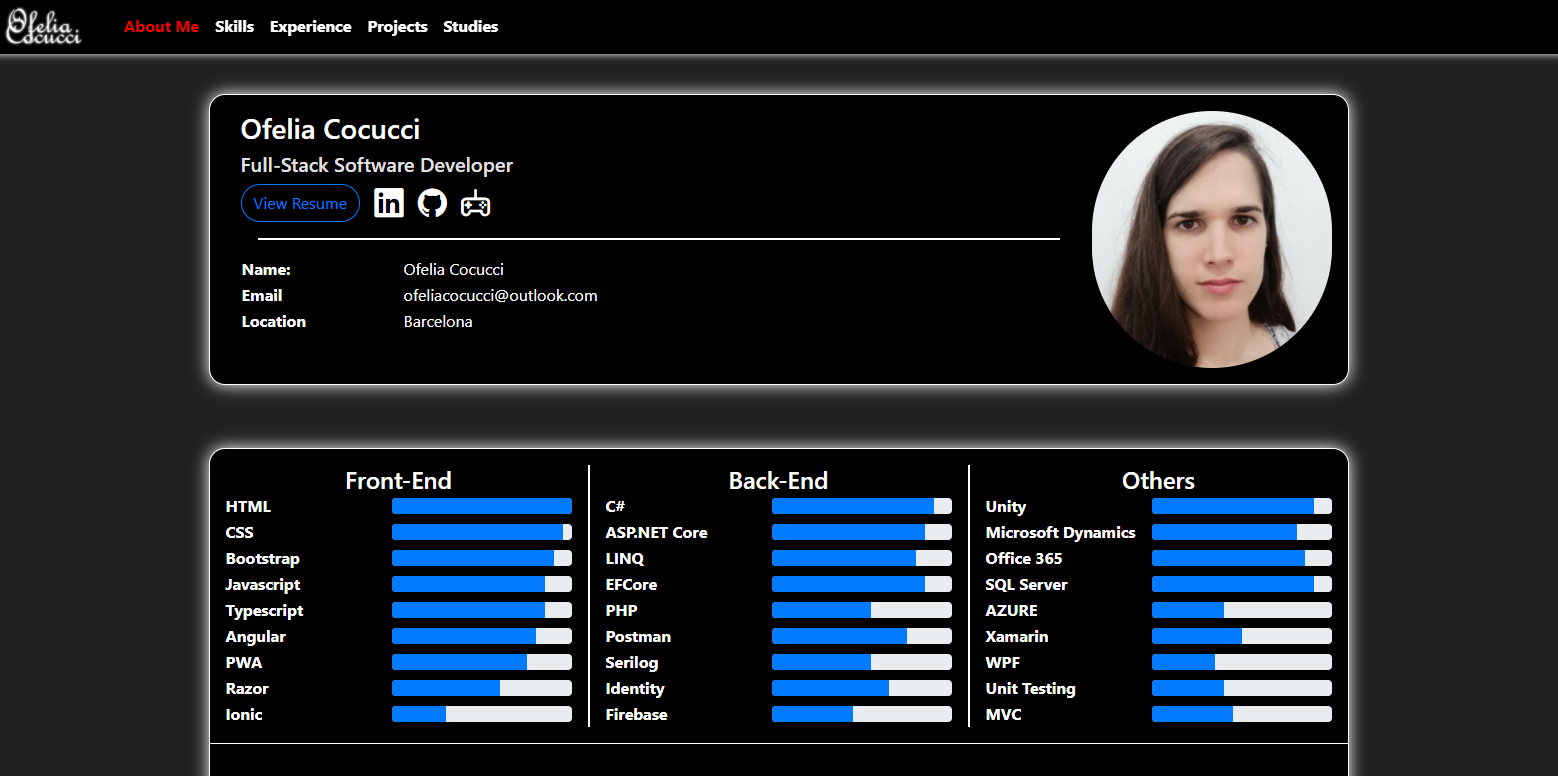 Ofelia
Cocucci
About Me Skills Experience Projects Studies
Ofelia Cocucci
Full-Stack Software Developer
View Resume in
Name: Ofelia Cocucci
Email ofeliacocucci@outlook.com
Location Barcelona
Front-End Back-End Others
HTML C# Unity
CSS ASP.NET Core Microsoft Dynamics
Bootstrap LINQ Office 365
Javascript EFCore SQL Server
Typescript PHP AZURE
Angular Postman Xamarin
PWA Serilog WPF
Razor Identity Unit Testing
Ionic Firebase MVC